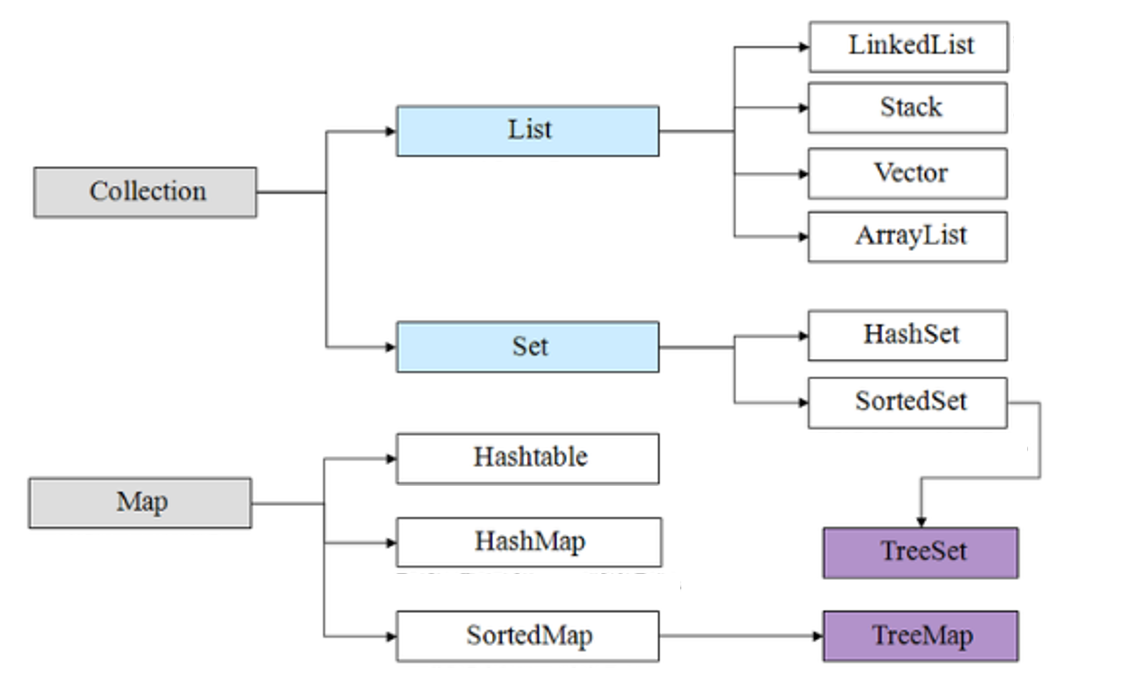 Collection
List
LinkedList
Stack
Vector
ArrayList
Set
HashSet
SortedSet
TreeSet
Map
Hashtable
HashMap
SortedMap
TreeMap